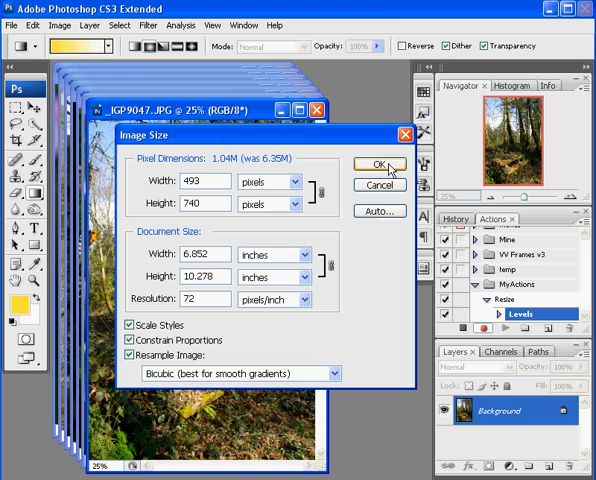 Adobe Photoshop CS3 Extended
File Edit Image Layer Select Filter Analysis View Window Help
Mode: Normal Opacity: 100% Reverse Dither Transparency
Ps
_IGP9047.JPG @ 25% (RGB/8*)
Image Size
Pixel Dimensions: 1.04M (was 6.35M)
Width: 493 pixels
Height: 740 pixels
Document Size:
Width: 6.852 inches
Height: 10.278 inches
Resolution: 72 pixels/inch
Scale Styles
Constrain Proportions
Resample Image:
Bicubic (best for smooth gradients)
OK
Cancel
Auto...
25%
Navigator Histogram Info
25%
History Actions
Mine
VV Frames v3
temp
MyActions
Resize
Levels
Layers Channels Paths
Normal Opacity: 100%
Lock: Fill: 100%
Background